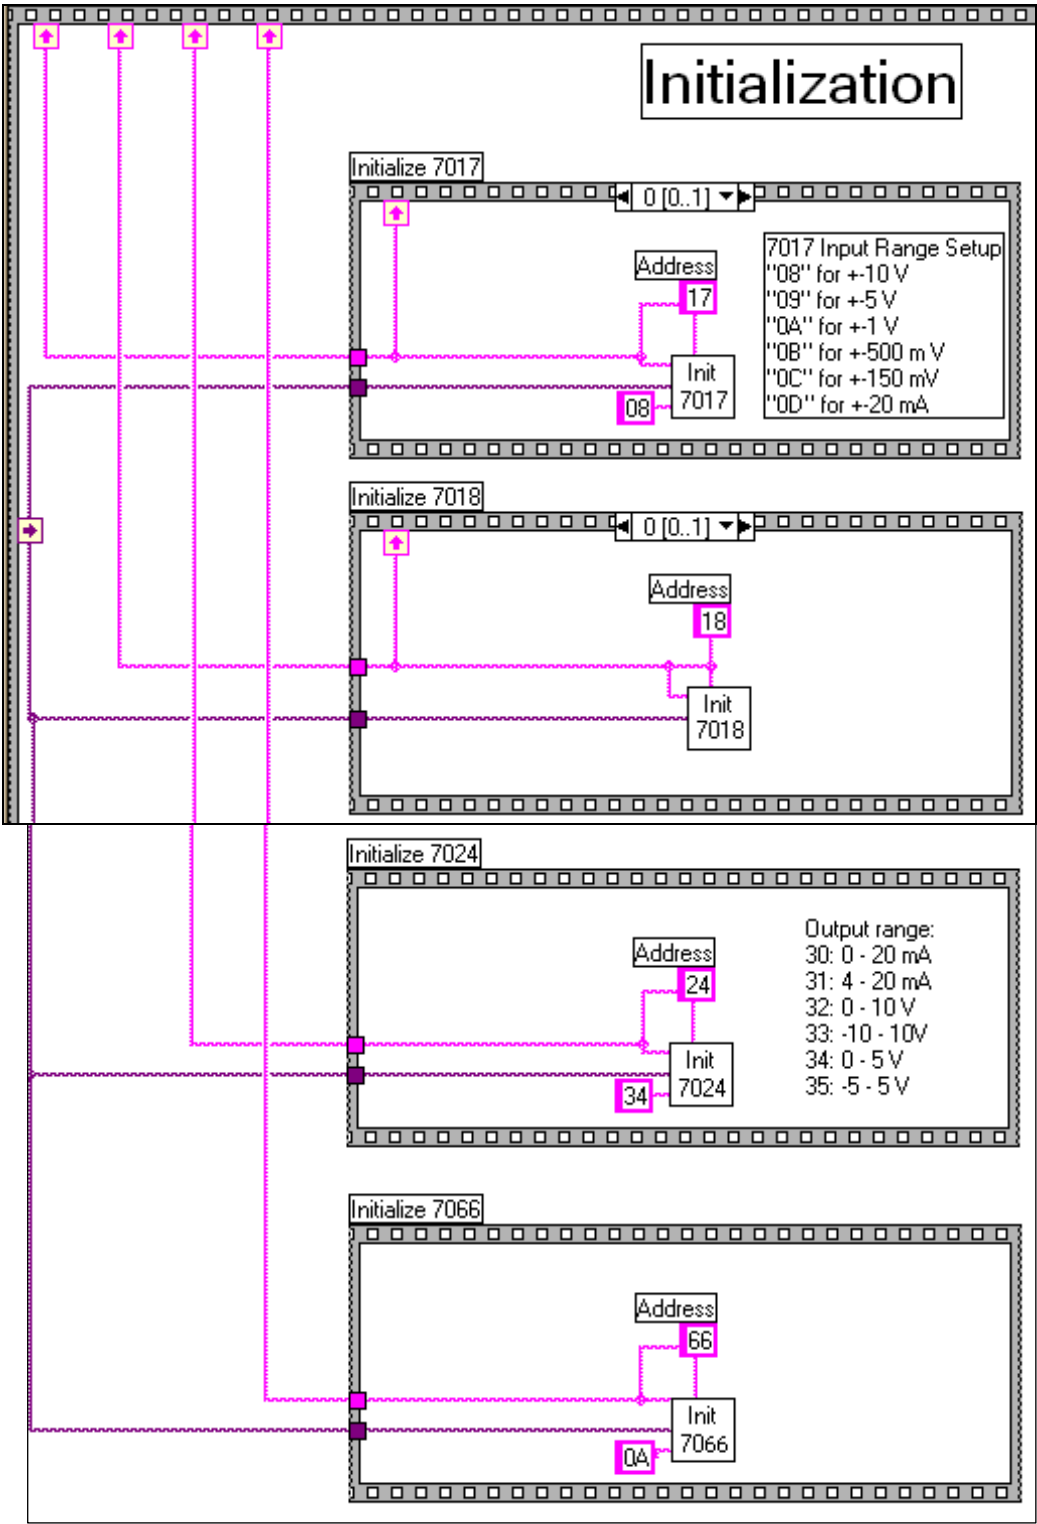 Initialization
Initialize 7017
0 [0..1]
7017 Input Range Setup
"08" for +-10 V
"09" for +-5 V
"0A" for +-1 V
"0B" for +-500 m V
"0C" for +-150 mV
"0D" for +-20 mA
Address
17
Init
7017
08
Initialize 7018
0 [0..1]
Address
18
Init
7018
Initialize 7024
Output range:
30: 0 - 20 mA
31: 4 - 20 mA
32: 0 - 10 V
33: -10 - 10V
34: 0 - 5 V
35: -5 - 5 V
Address
24
Init
7024
34
Initialize 7066
Address
66
Init
7066
0A